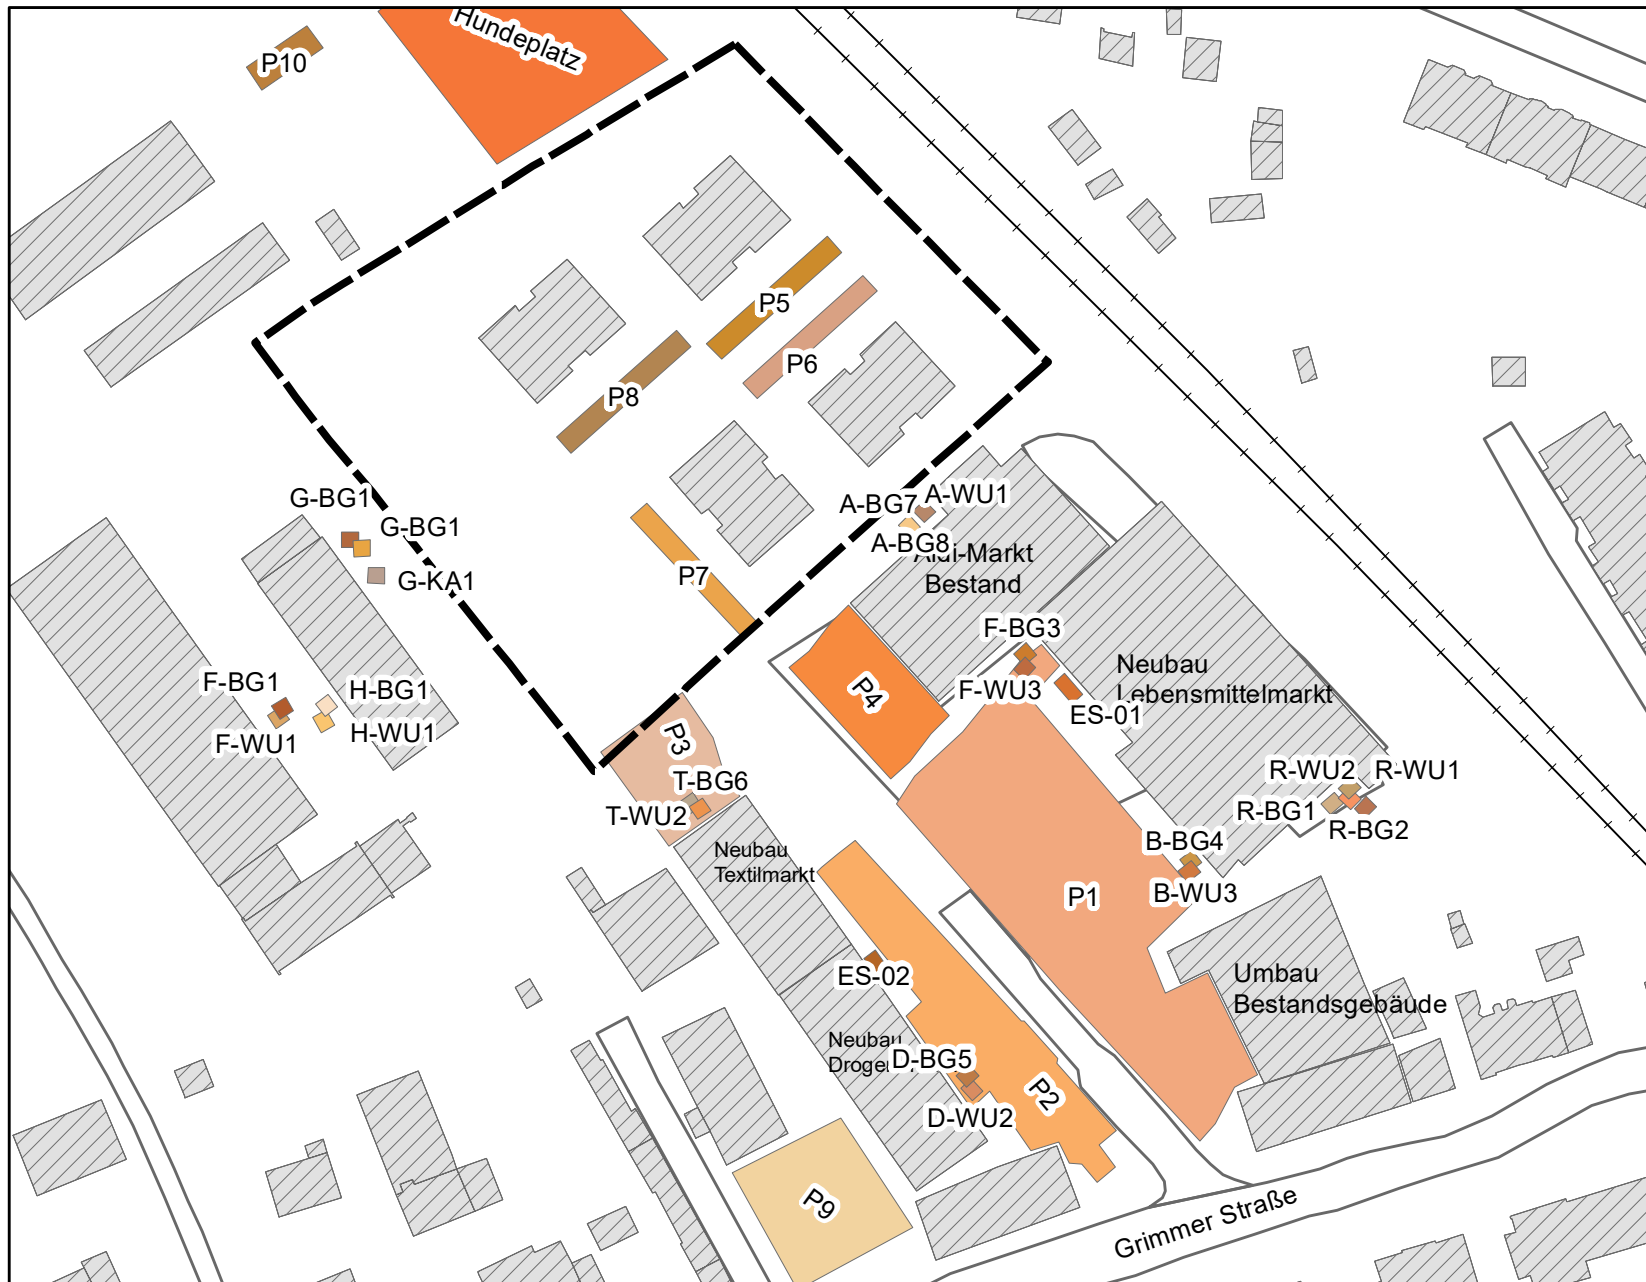 Hundeplatz
P10
P5
P6
P8
G-BG1
G-BG1
G-KA1
A-BG7
A-WU1
A-BG8
Aldi-Markt
Bestand
P7
F-BG3
F-WU3
ES-01
Neubau
Lebensmittelmarkt
F-BG1
F-WU1
H-BG1
H-WU1
P4
P3
T-BG6
T-WU2
R-WU2
R-WU1
R-BG1
R-BG2
Neubau
Textilmarkt
B-BG4
B-WU3
P1
ES-02
Umbau
Bestandsgebäude
Neubau
D-BG5
D-WU2
P2
P9
Grimmer Straße